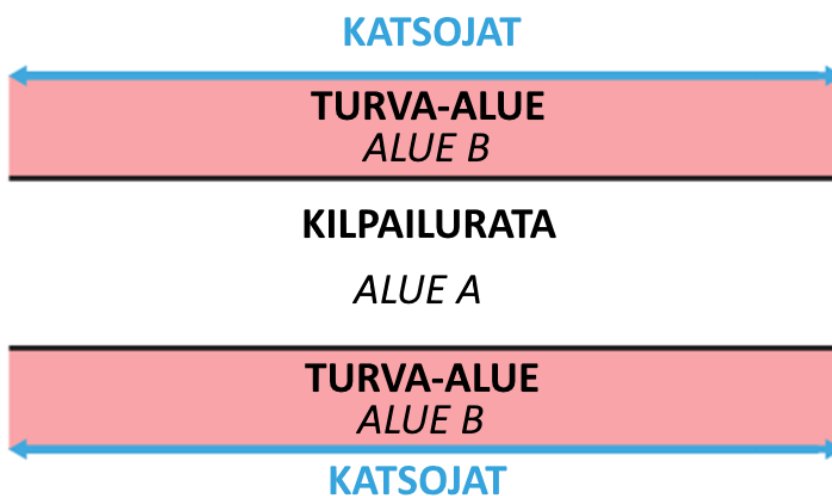 KATSOJAT
TURVA-ALUE
ALUE B
KILPAILURATA
ALUE A
TURVA-ALUE
ALUE B
KATSOJAT